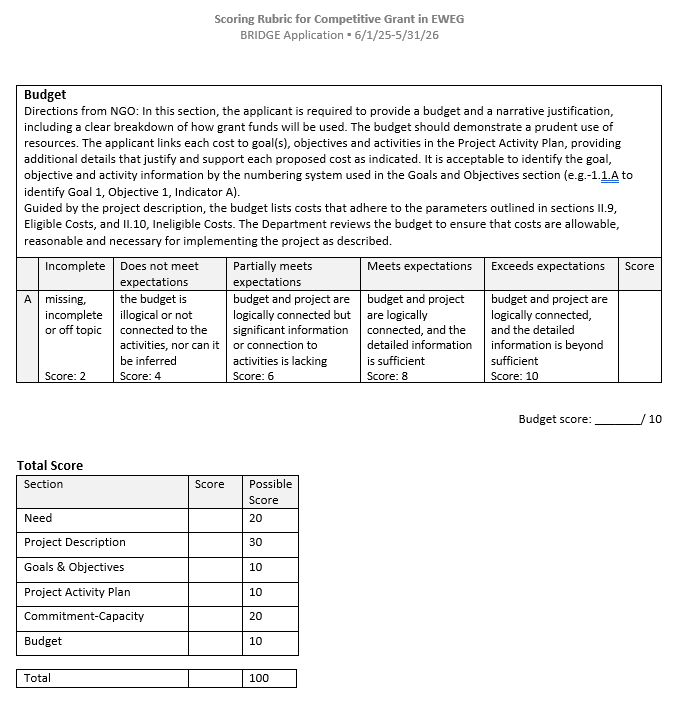 Scoring Rubric for Competitive Grant in EWEG
BRIDGE Application ▪ 6/1/25-5/31/26
Budget
Directions from NGO: In this section, the applicant is required to provide a budget and a narrative justification,
including a clear breakdown of how grant funds will be used. The budget should demonstrate a prudent use of
resources. The applicant links each cost to goal(s), objectives and activities in the Project Activity Plan, providing
additional details that justify and support each proposed cost as indicated. It is acceptable to identify the goal,
objective and activity information by the numbering system used in the Goals and Objectives section (e.g.-1.1.A to
identify Goal 1, Objective 1, Indicator A).
Guided by the project description, the budget lists costs that adhere to the parameters outlined in sections II.9,
Eligible Costs, and II.10, Ineligible Costs. The Department reviews the budget to ensure that costs are allowable,
reasonable and necessary for implementing the project as described.
Incomplete
Does not meet
expectations
Partially meets
expectations
Meets expectations
Exceeds expectations
Score
A
missing,
incomplete
or off topic
Score: 2
the budget is
illogical or not
connected to the
activities, nor can it
be inferred
Score: 4
budget and project are
logically connected but
significant information
or connection to
activities is lacking
Score: 6
budget and project
are logically
connected, and the
detailed information
is sufficient
Score: 8
budget and project are
logically connected,
and the detailed
information is beyond
sufficient
Score: 10
Budget score: _______/ 10
Total Score
Section Score Possible
Score
Need 20
Project Description 30
Goals & Objectives 10
Project Activity Plan 10
Commitment-Capacity 20
Budget 10
Total 100